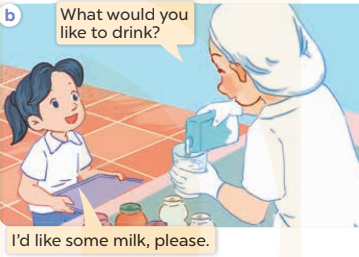 b
What would you
like to drink?
I'd like some milk, please.